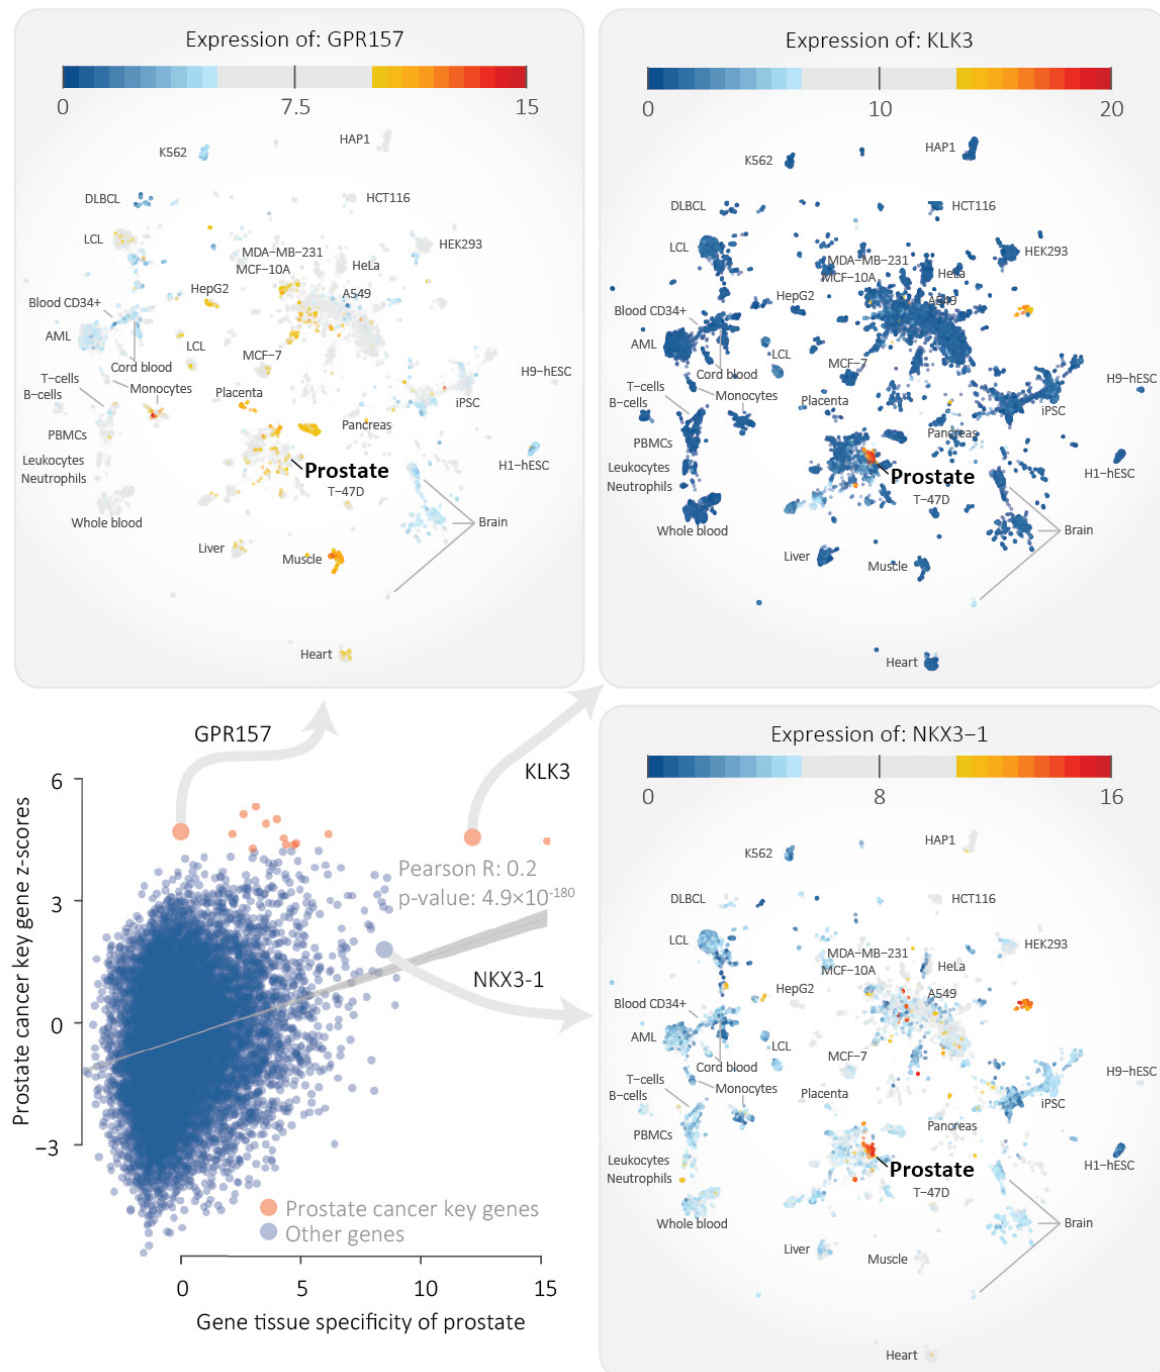 Expression of: GPR157
0 7.5 15
HAP1
K562
DLBCL
HCT116
LCL
HEK293
MDA−MB−231
MCF−10A
HeLa
HepG2
A549
Blood CD34+
AML
LCL
MCF−7
Cord blood
T−cells
Monocytes
B−cells
H9−hESC
Placenta
iPSC
Pancreas
PBMCs
Leukocytes
Neutrophils
Prostate
H1−hESC
T−47D
Whole blood
Brain
Liver
Muscle
Heart
Expression of: KLK3
0 10 20
HAP1
K562
DLBCL
HCT116
LCL
HEK293
MDA−MB−231
MCF−10A
HeLa
HepG2
A549
Blood CD34+
AML
LCL
MCF−7
Cord blood
T−cells
Monocytes
B−cells
H9−hESC
Placenta
iPSC
Pancreas
PBMCs
Leukocytes
Neutrophils
Prostate
H1−hESC
T−47D
Whole blood
Brain
Liver
Muscle
Heart
GPR157
KLK3
6
3
0
−3
Prostate cancer key gene z-scores
Pearson R: 0.2
p-value: 4.9×10⁻¹⁸⁰
NKX3-1
Prostate cancer key genes
Other genes
0 5 10 15
Gene tissue specificity of prostate
Expression of: NKX3−1
0 8 16
HAP1
K562
DLBCL
HCT116
LCL
HEK293
MDA−MB−231
MCF−10A
HeLa
HepG2
A549
Blood CD34+
AML
LCL
MCF−7
Cord blood
T−cells
Monocytes
B−cells
H9−hESC
Placenta
iPSC
Pancreas
PBMCs
Leukocytes
Neutrophils
Prostate
H1−hESC
T−47D
Whole blood
Brain
Liver
Muscle
Heart